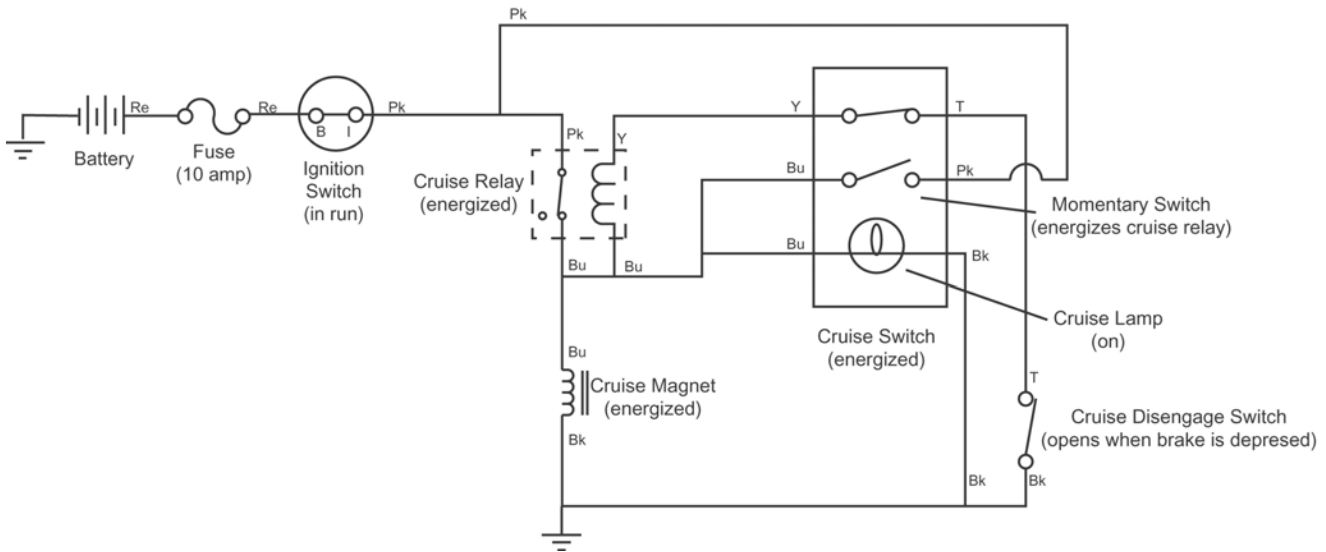 Pk
Re
Re
B
I
Pk
Y
T
Battery
Fuse
(10 amp)
Ignition
Switch
(in run)
Pk
Y
Cruise Relay
(energized)
Bu
Pk
Momentary Switch
(energizes cruise relay)
Bu
Bk
Bu
Bu
Cruise Switch
(energized)
Cruise Lamp
(on)
Bu
Cruise Magnet
(energized)
Bk
T
Cruise Disengage Switch
(opens when brake is depresed)
Bk
Bk